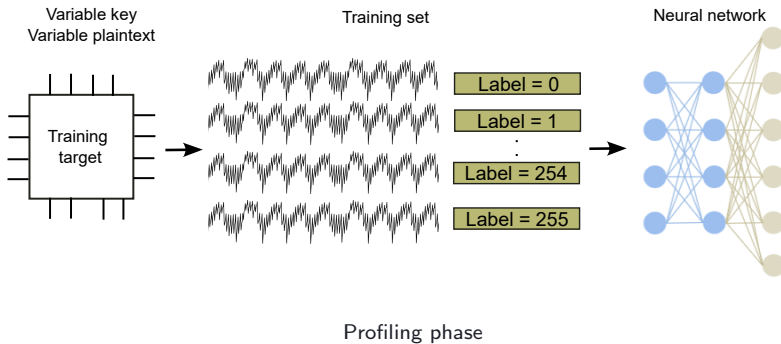 Variable key
Variable plaintext
Training set
Neural network
Training
target
Label = 0
Label = 1
:
Label = 254
Label = 255
Profiling phase